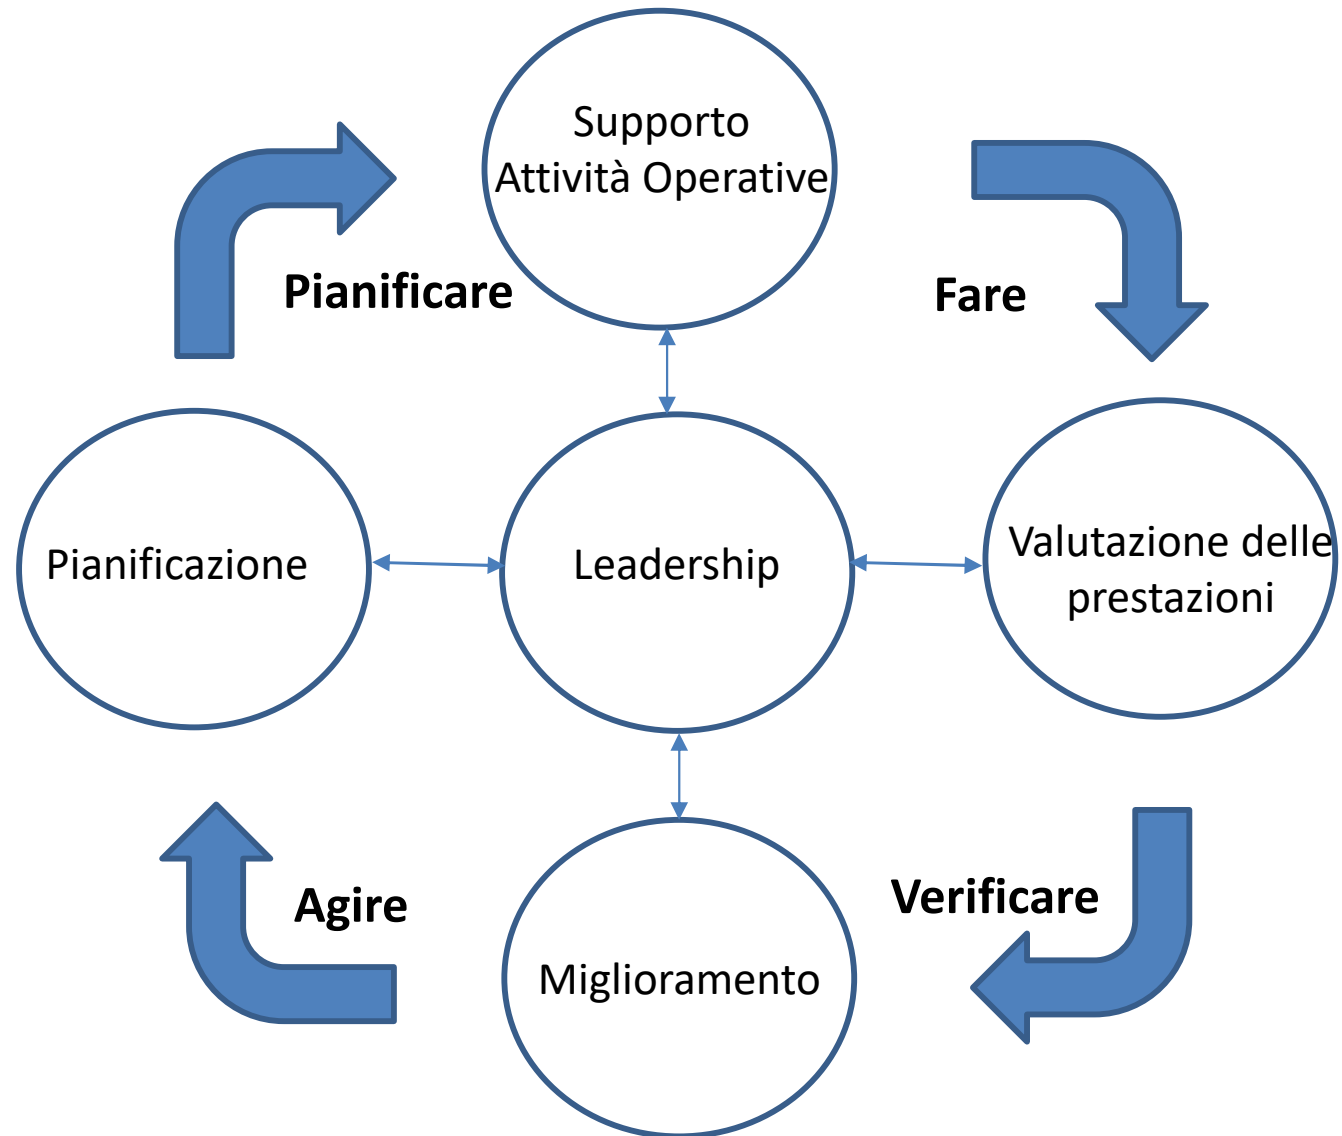 Supporto
Attività Operative
Pianificare
Fare
Pianificazione
Leadership
Valutazione delle
prestazioni
Agire
Verificare
Miglioramento